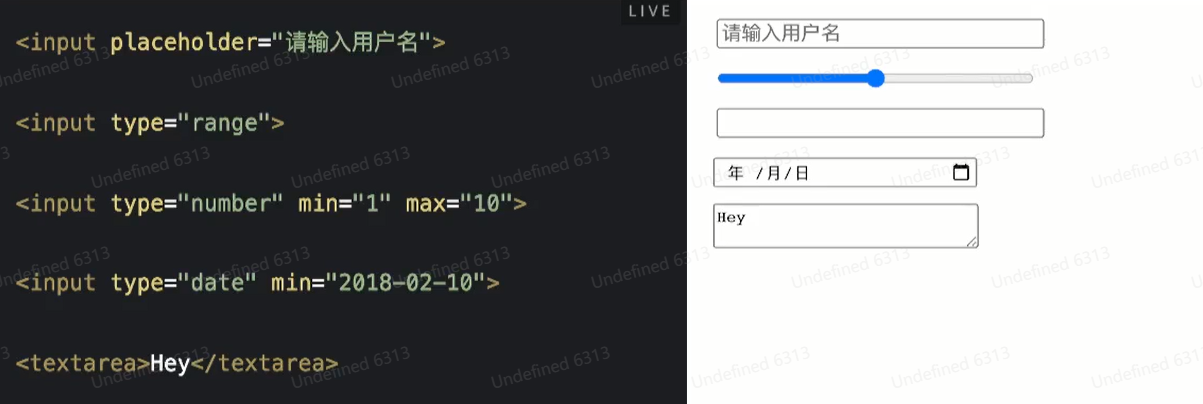 LIVE
<input placeholder="请输入用户名">
<input type="range">
<input type="number" min="1" max="10">
<input type="date" min="2018-02-10">
<textarea>Hey</textarea>
请输入用户名
年 /月/日
Hey
Undefined 6313